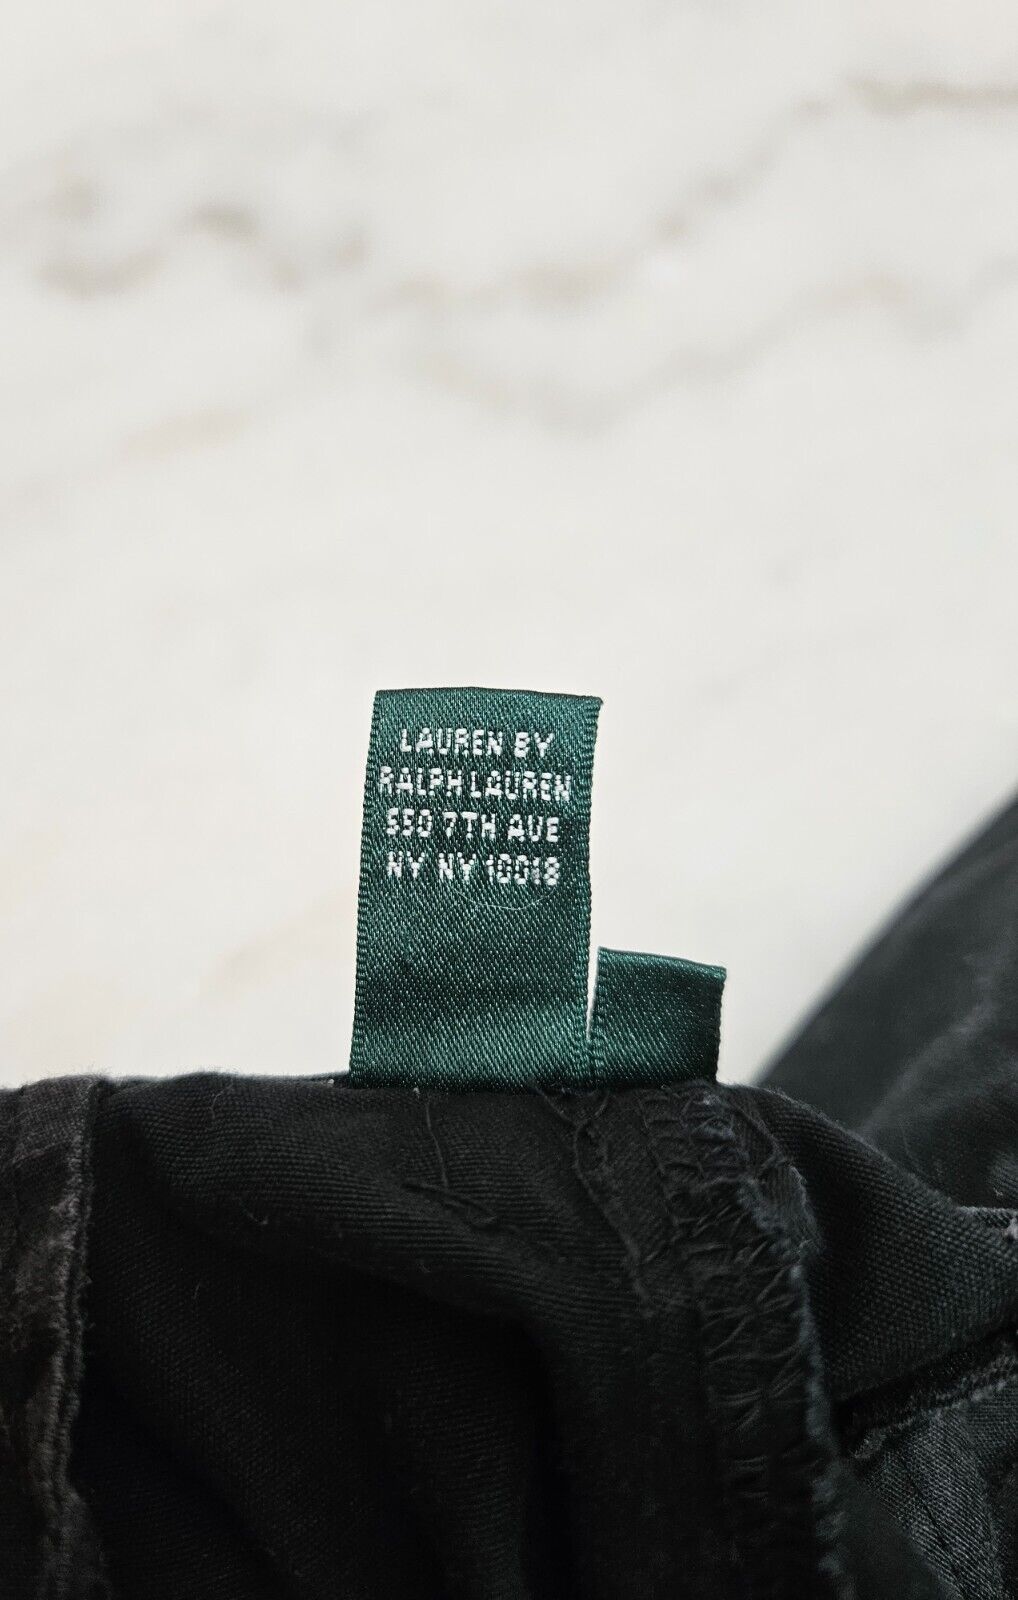 LAUREN BY
RALPH LAUREN
550 7TH AVE
NY NY 10018